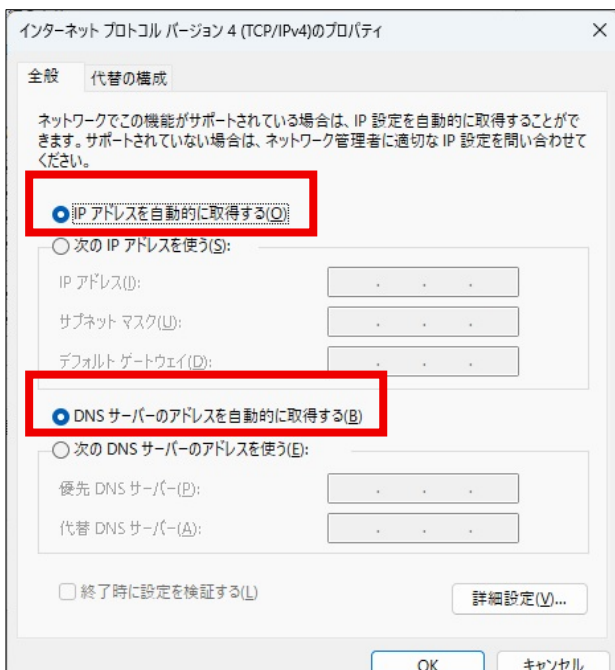 インターネット プロトコル バージョン 4 (TCP/IPv4)のプロパティ
全般
代替の構成
ネットワークでこの機能がサポートされている場合は、IP 設定を自動的に取得することがで
きます。サポートされていない場合は、ネットワーク管理者に適切な IP 設定を問い合わせて
ください。
IP アドレスを自動的に取得する(O)
次の IP アドレスを使う(S):
IP アドレス(I):
サブネット マスク(U):
デフォルト ゲートウェイ(D):
DNS サーバーのアドレスを自動的に取得する(B)
次の DNS サーバーのアドレスを使う(E):
優先 DNS サーバー(P):
代替 DNS サーバー(A):
終了時に設定を検証する(L)
詳細設定(V)...
OK
キャンセル